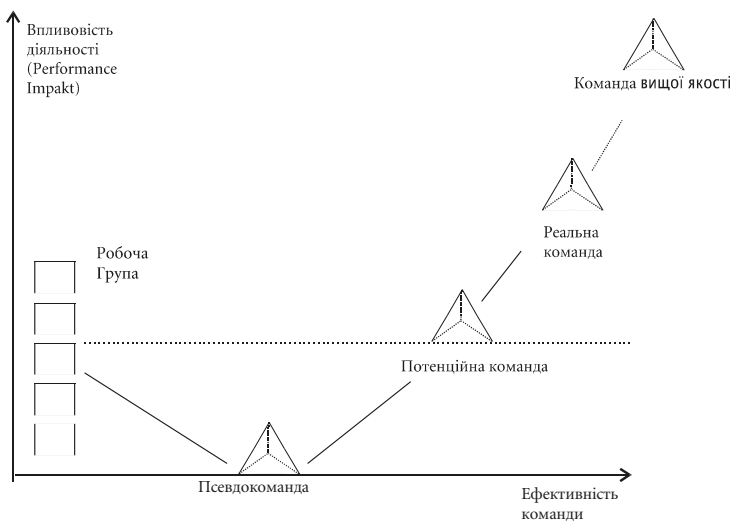 Впливовість
діяльності
(Performance
Impakt)
Команда вищої якості
Реальна
команда
Робоча
Група
Потенційна команда
Псевдокоманда
Ефективність
команди